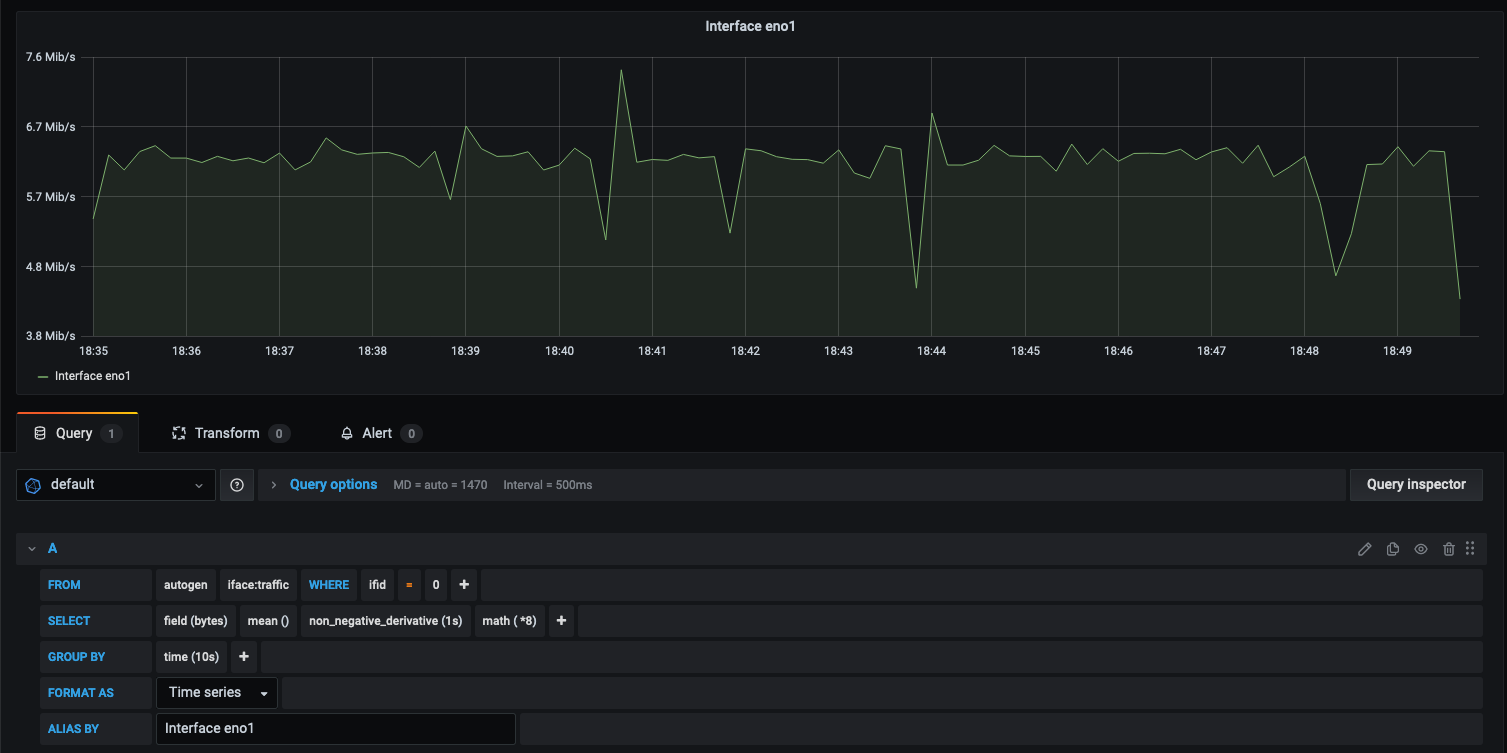 Interface eno1
7.6 Mib/s
6.7 Mib/s
5.7 Mib/s
4.8 Mib/s
3.8 Mib/s
18:35 18:36 18:37 18:38 18:39 18:40 18:41 18:42 18:43 18:44 18:45 18:46 18:47 18:48 18:49
Interface eno1
Query 1 Transform 0 Alert 0
default Query options MD = auto = 1470 Interval = 500ms Query inspector
A
FROM autogen iface:traffic WHERE ifid = 0 +
SELECT field (bytes) mean () non_negative_derivative (1s) math ( *8) +
GROUP BY time (10s) +
FORMAT AS Time series
ALIAS BY Interface eno1